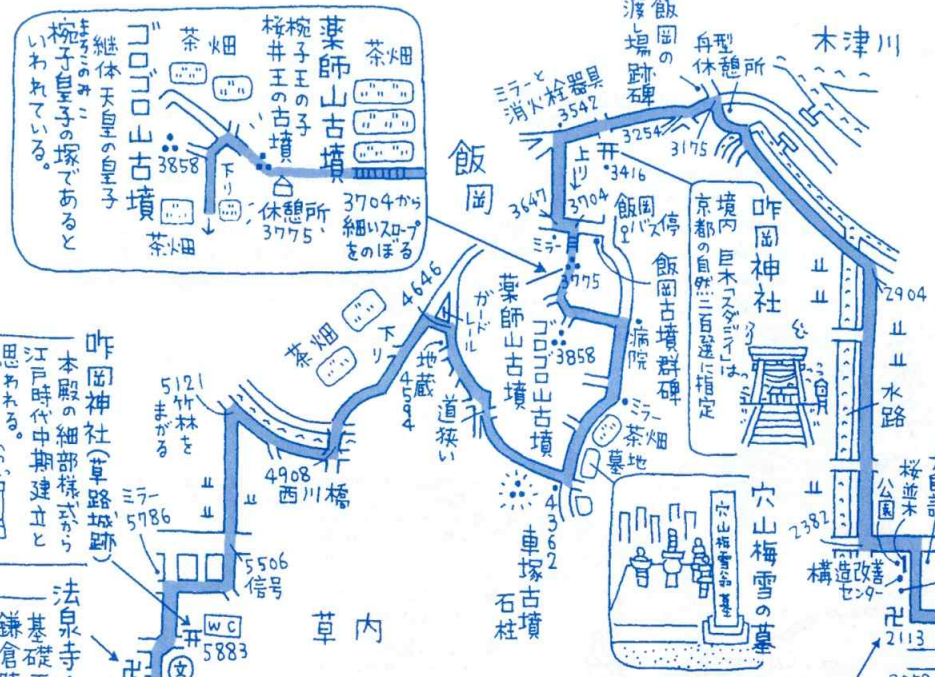 茶畑
薬師山古墳
椀子王の子
桜井王の古墳
茶畑
ゴロゴロ山古墳
継体天皇の皇子
まろこのみこ
椀子皇子の塚であると
いわれている。
3858
下り
休憩所
3775
3704から
細いスロープ
をのぼる
茶畑
飯岡の
渡し場跡碑
舟型
休憩所
木津川
ミラーと
消火栓器具
3542
3254
3175
飯岡
上り
3416
3647
3704
飯岡
バス停
ミラー
3775
咋岡神社
境内 巨木「スダジイ」は
京都の自然二百選に指定
2904
水路
飯岡古墳群碑
病院
薬師山古墳
ゴロゴロ山古墳
3858
ミラー
茶畑
墓地
4646
ガード
レール
茶畑
下り
地蔵
4594
道狭い
5121
竹林を
まがる
4908
西川橋
4362
車塚古墳
石柱
穴山梅雪の墓
穴山梅雪翁墓
2382
公園
桜並木
構造改善
センター
2113
咋岡神社(草路城跡)
本殿の細部様式から
江戸時代中期建立と
思われる。
ミラー
5786
5506
信号
草内
WC
5883
文
法泉寺
基礎
鎌倉時